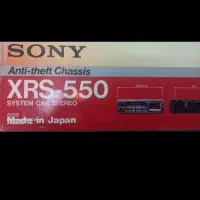 SONY
Anti-theft Chassis
XRS-550
SYSTEM CAR STEREO
Made in Japan